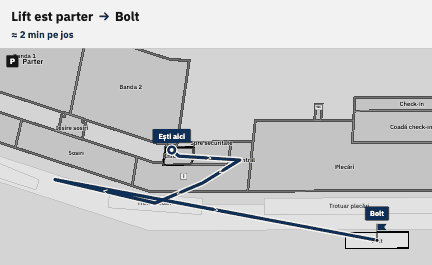 Lift est parter → Bolt
≈ 2 min pe jos
Banda 1
P Parter
Banda 2
Check-in
Coadă check-in
Ieșire sosiri
Ești aici
Spre securitate
Sosiri
Plecări
Trotuar plecări
Bolt